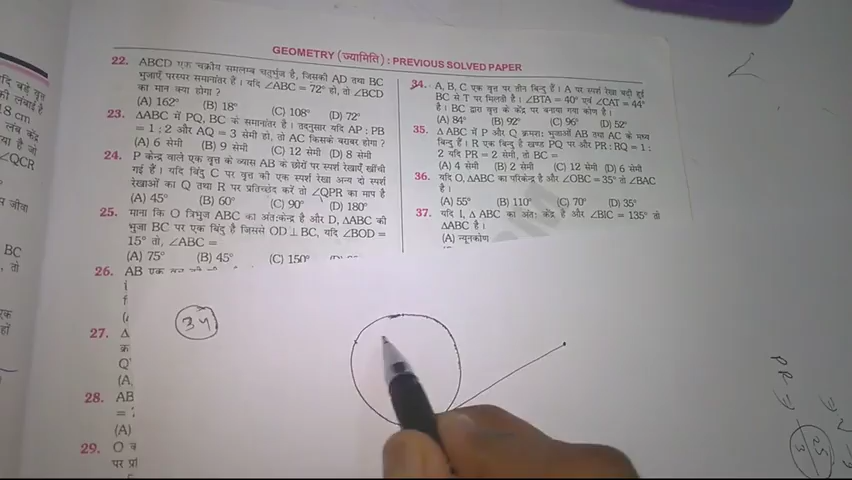 GEOMETRY (ज्यामिति) : PREVIOUS SOLVED PAPER
22. ABCD एक चक्रीय समलम्ब चतुर्भुज है, जिसकी AD तथा BC
भुजाएँ परस्पर समानांतर हैं। यदि ∠ABC = 72° हो, तो ∠BCD
का मान क्या होगा ?
(A) 162° (B) 18° (C) 108° (D) 72°
23. ΔABC में PQ, BC के समानांतर है। तदनुसार यदि AP : PB
= 1 : 2 और AQ = 3 सेमी हो, तो AC किसके बराबर होगा ?
(A) 6 सेमी (B) 9 सेमी (C) 12 सेमी (D) 8 सेमी
24. P केन्द्र वाले एक वृत्त के व्यास AB के छोरों पर स्पर्श रेखाएँ खींची
गई हैं। यदि बिंदु C पर वृत्त की एक स्पर्श रेखा अन्य दो स्पर्श
रेखाओं का Q तथा R पर प्रतिच्छेद करें तो ∠QPR का माप है
(A) 45° (B) 60° (C) 90° (D) 180°
25. माना कि O त्रिभुज ABC का अंत:केन्द्र है और D, ΔABC की
भुजा BC पर एक बिंदु है जिससे OD ⊥ BC, यदि ∠BOD =
15° तो, ∠ABC =
(A) 75° (B) 45° (C) 150°
26. AB एक
27. Δ
28. AB
=
(A)
29. O
पर
34. A, B, C एक वृत्त पर तीन बिन्दु हैं। A पर स्पर्श रेखा बढ़ी हुई
BC से T पर मिलती है। ∠BTA = 40° एवं ∠CAT = 44°
है। BC द्वारा वृत्त के केंद्र पर बनाया गया कोण है।
(A) 84° (B) 92° (C) 96° (D) 52°
35. Δ ABC में P और Q क्रमशः भुजाओं AB तथा AC के मध्य
बिन्दु हैं। R एक बिन्दु है खण्ड PQ पर और PR : RQ = 1 :
2 यदि PR = 2 सेमी, तो BC =
(A) 4 सेमी (B) 2 सेमी (C) 12 सेमी (D) 6 सेमी
36. यदि O, ΔABC का परिकेन्द्र है और ∠OBC = 35° तो ∠BAC
है।
(A) 55° (B) 110° (C) 70° (D) 35°
37. यदि I, Δ ABC का अंत: केंद्र है और ∠BIC = 135° तो
ΔABC है।
(A) न्यूनकोण
34
∠QCR
BC
8 cm